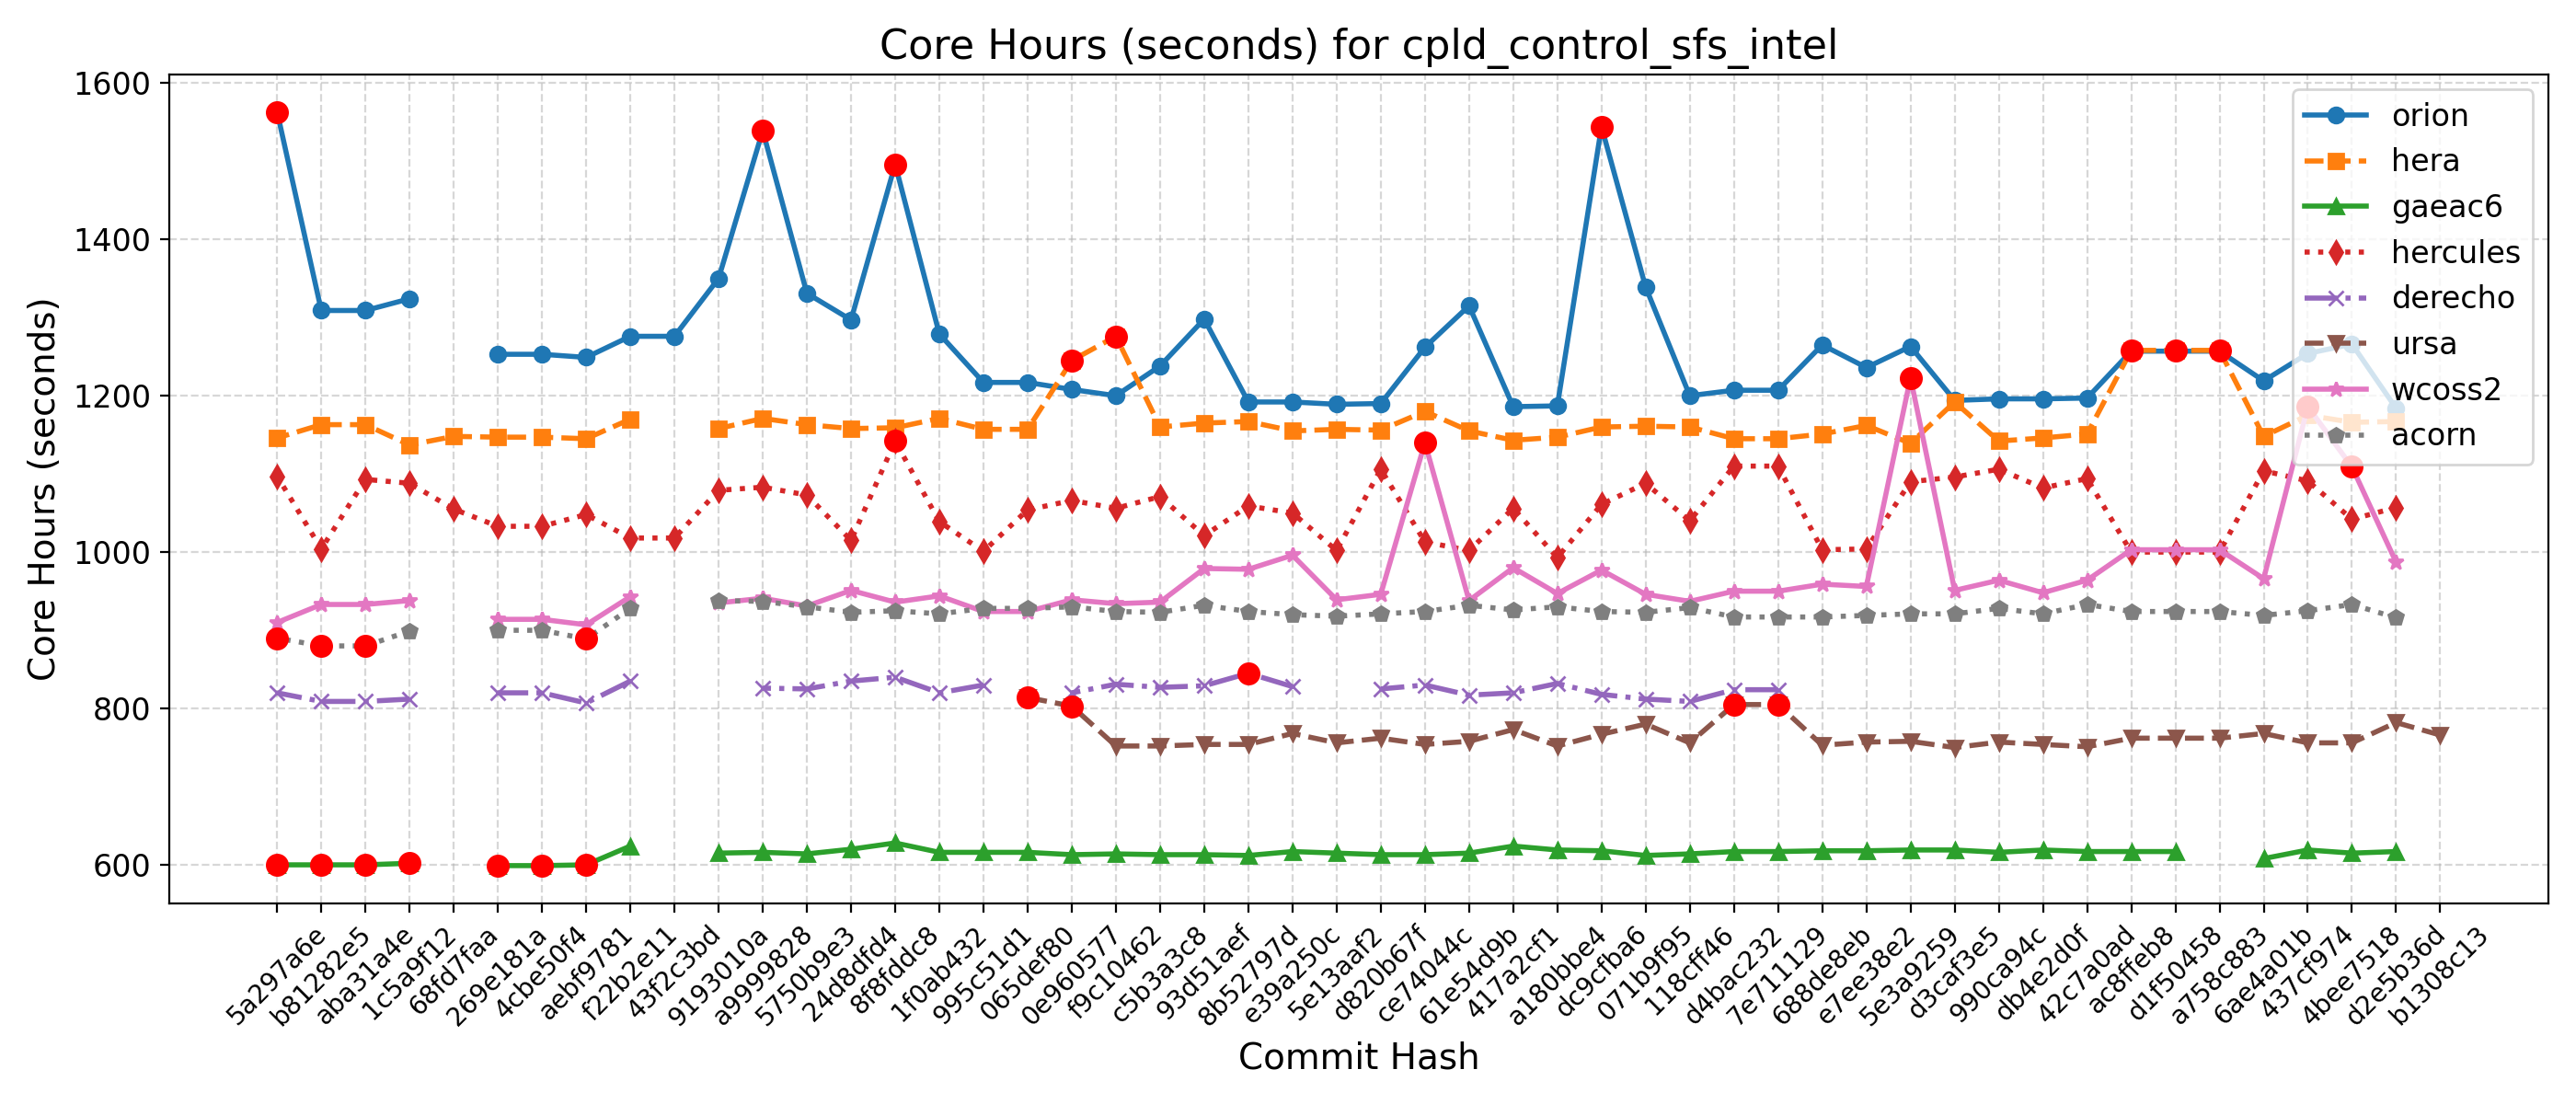 Core Hours (seconds) for cpld_control_sfs_intel
Core Hours (seconds)
1600
1400
1200
1000
800
600
orion
hera
gaeac6
hercules
derecho
ursa
wcoss2
acorn
5a297a6e
b81282e5
aba31a4e
1c5a9f12
68fd7faa
269e181a
4cbe50f4
aebf9781
f22b2e11
43f2c3bd
9193010a
a9999828
5750b9e3
24d8dfd4
8f8fddc8
1f0ab432
995c51d1
065def80
0e960577
f9c10462
c5b3a3c8
93d51aef
8b52797d
e39a250c
5e13aaf2
d820b67f
ce74044c
61e54d9b
417a2cf1
a180bbe4
dc9cfba6
071b9f95
118cff46
d4bac232
7e711129
688de8eb
e7ee38e2
5e3a9259
d3caf3e5
990ca94c
db4e2d0f
42c7a0ad
ac8ffeb8
d1f50458
a758c883
6ae4a01b
437cf974
4bee7518
d2e5b36d
b1308c13
Commit Hash